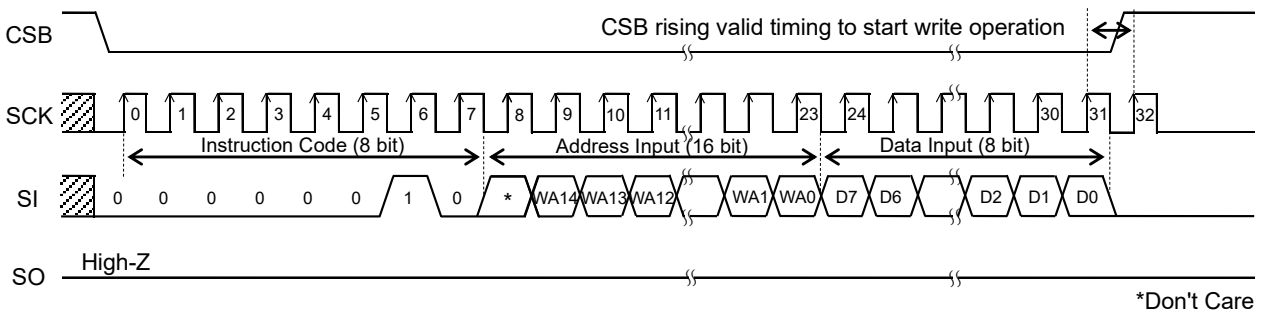 CSB
CSB rising valid timing to start write operation
SCK 0 1 2 3 4 5 6 7 8 9 10 11 23 24 30 31 32
Instruction Code (8 bit) Address Input (16 bit) Data Input (8 bit)
SI 0 0 0 0 0 0 1 0 * WA14 WA13 WA12 WA1 WA0 D7 D6 D2 D1 D0
High-Z
SO
*Don't Care